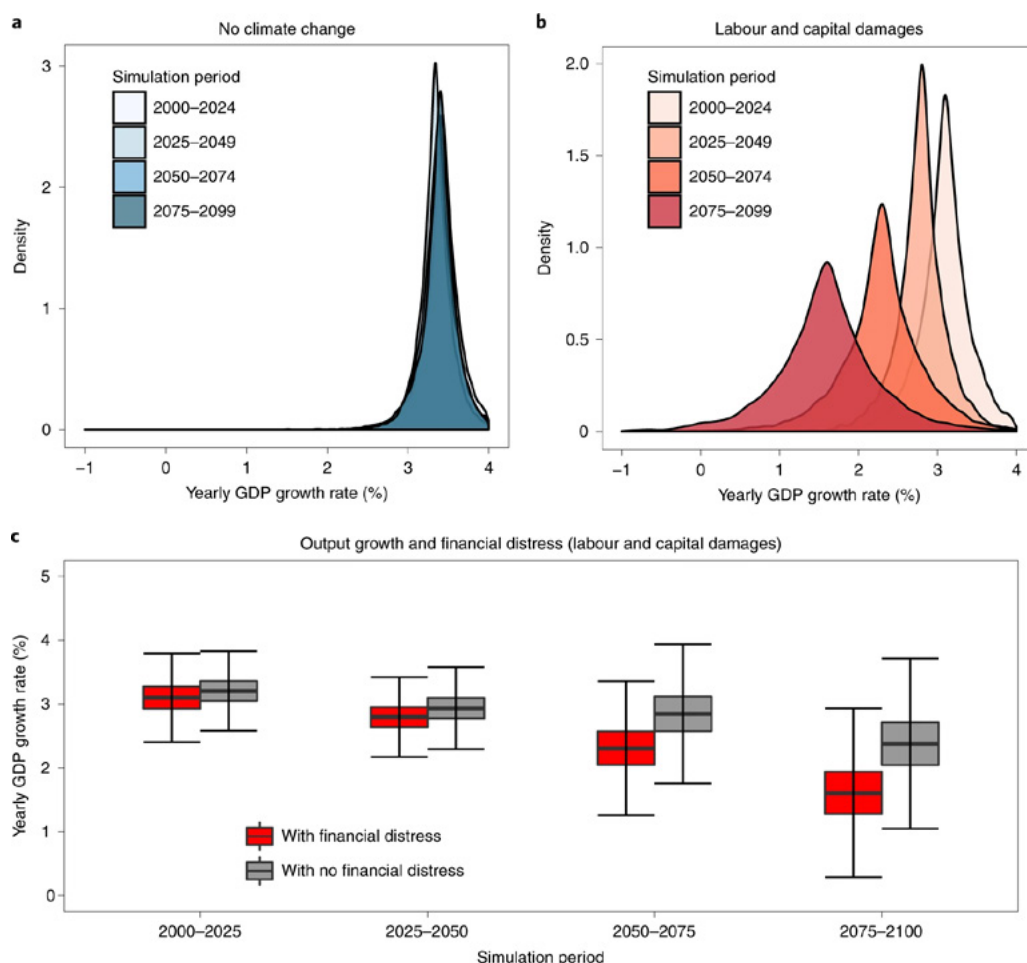 a
No climate change
Simulation period
2000–2024
2025–2049
2050–2074
2075–2099
3
2
1
0
Density
−1 0 1 2 3 4
Yearly GDP growth rate (%)
b
Labour and capital damages
Simulation period
2000–2024
2025–2049
2050–2074
2075–2099
2.0
1.5
1.0
0.5
0
Density
−1 0 1 2 3 4
Yearly GDP growth rate (%)
c
Output growth and financial distress (labour and capital damages)
5
4
3
2
1
0
Yearly GDP growth rate (%)
With financial distress
With no financial distress
2000–2025 2025–2050 2050–2075 2075–2100
Simulation period